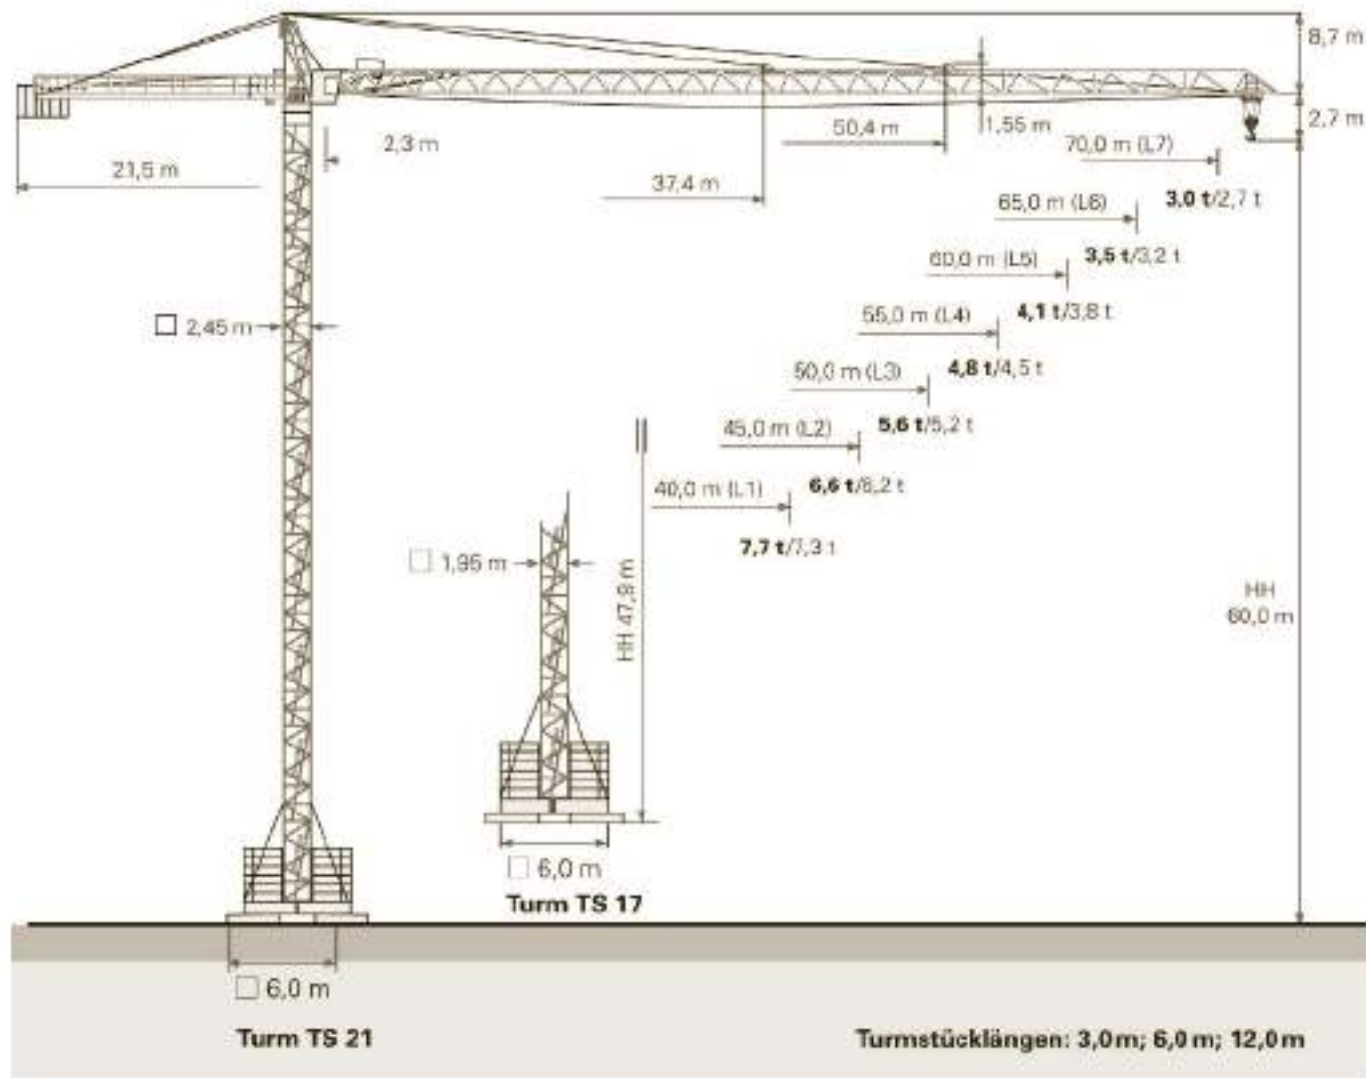 8,7 m
2,7 m
50,4 m
1,55 m
2,3 m
21,5 m
37,4 m
70,0 m (L7)
3,0 t/2,7 t
65,0 m (L6)
3,5 t/3,2 t
60,0 m (L5)
4,1 t/3,8 t
55,0 m (L4)
4,8 t/4,5 t
50,0 m (L3)
5,6 t/5,2 t
45,0 m (L2)
6,6 t/6,2 t
40,0 m (L1)
7,7 t/7,3 t
2,45 m
1,95 m
HH 47,9 m
HH
60,0 m
6,0 m
Turm TS 17
6,0 m
Turm TS 21
Turmstücklängen: 3,0m; 6,0m; 12,0m